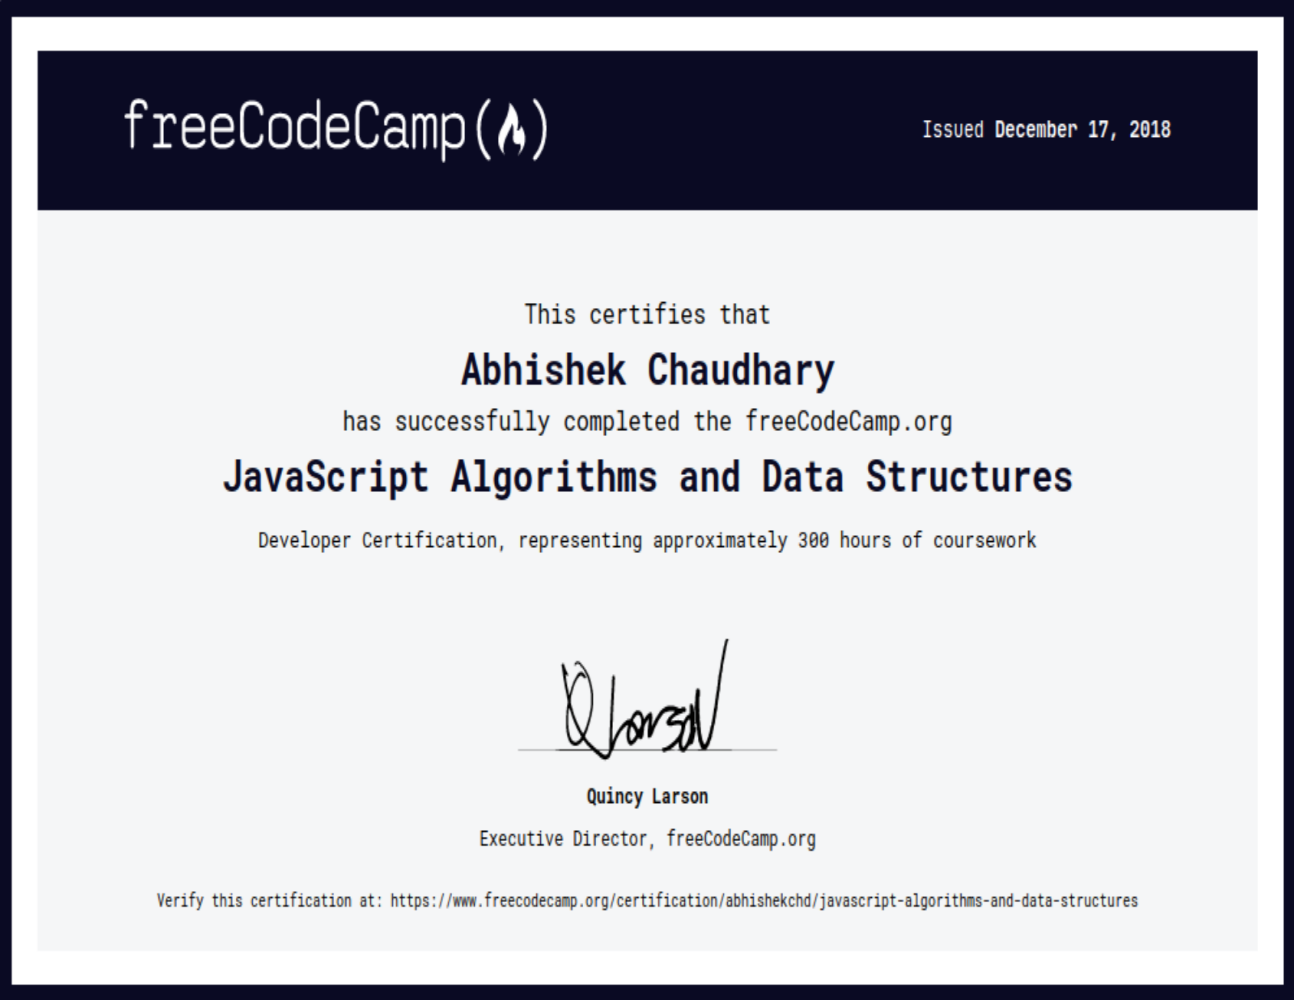 freeCodeCamp(🔥)
Issued December 17, 2018
This certifies that
Abhishek Chaudhary
has successfully completed the freeCodeCamp.org
JavaScript Algorithms and Data Structures
Developer Certification, representing approximately 300 hours of coursework
QLarson
Quincy Larson
Executive Director, freeCodeCamp.org
Verify this certification at: https://www.freecodecamp.org/certification/abhishekchd/javascript-algorithms-and-data-structures